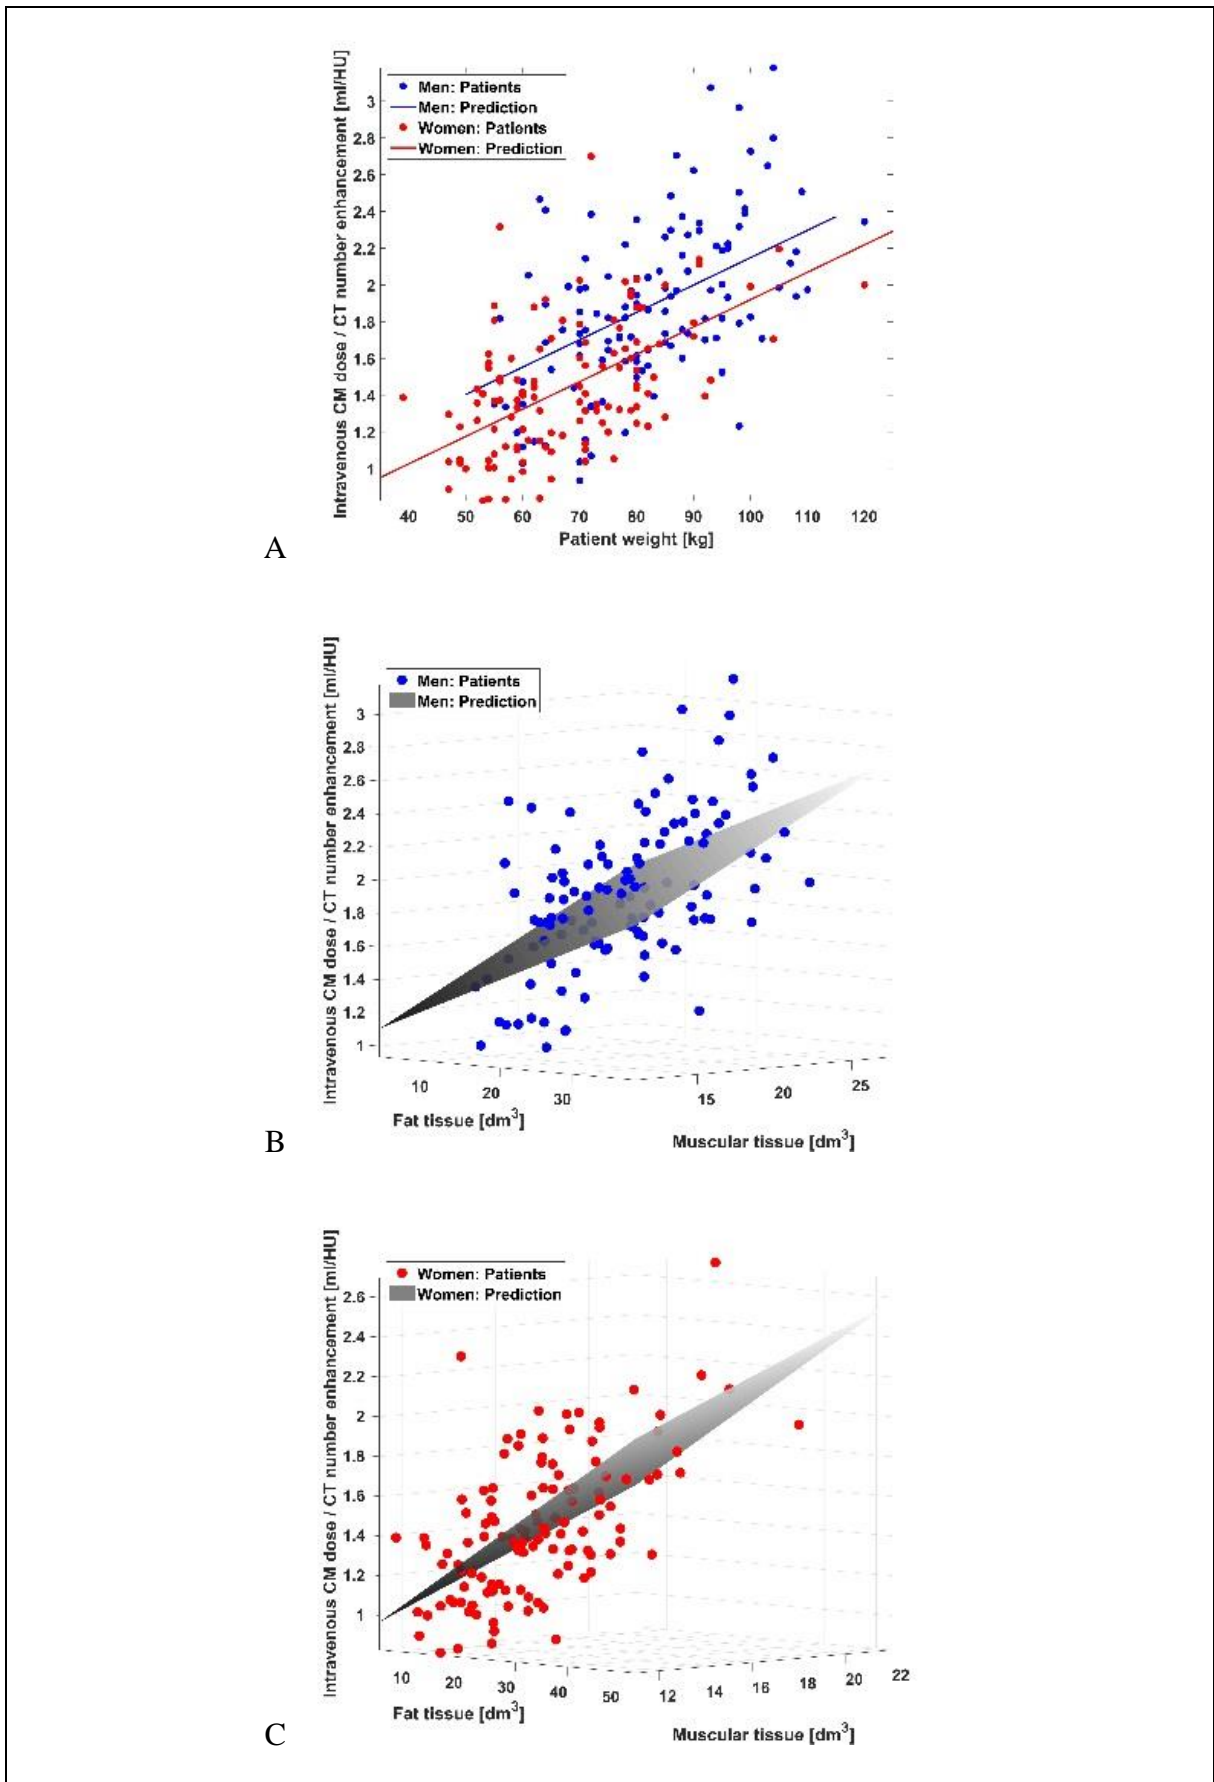 Intravenous CM dose / CT number enhancement [ml/HU]
Men: Patients
Men: Prediction
Women: Patients
Women: Prediction
3
2.8
2.6
2.4
2.2
2
1.8
1.6
1.4
1.2
1
40 50 60 70 80 90 100 110 120
Patient weight [kg]
A
Intravenous CM dose / CT number enhancement [ml/HU]
Men: Patients
Men: Prediction
3
2.8
2.6
2.4
2.2
2
1.8
1.6
1.4
1.2
1
10 20 30 15 20 25
Fat tissue [dm3]
Muscular tissue [dm3]
B
Intravenous CM dose / CT number enhancement [ml/HU]
Women: Patients
Women: Prediction
2.6
2.4
2.2
2
1.8
1.6
1.4
1.2
1
10 20 30 40 50 12 14 16 18 20 22
Fat tissue [dm3]
Muscular tissue [dm3]
C